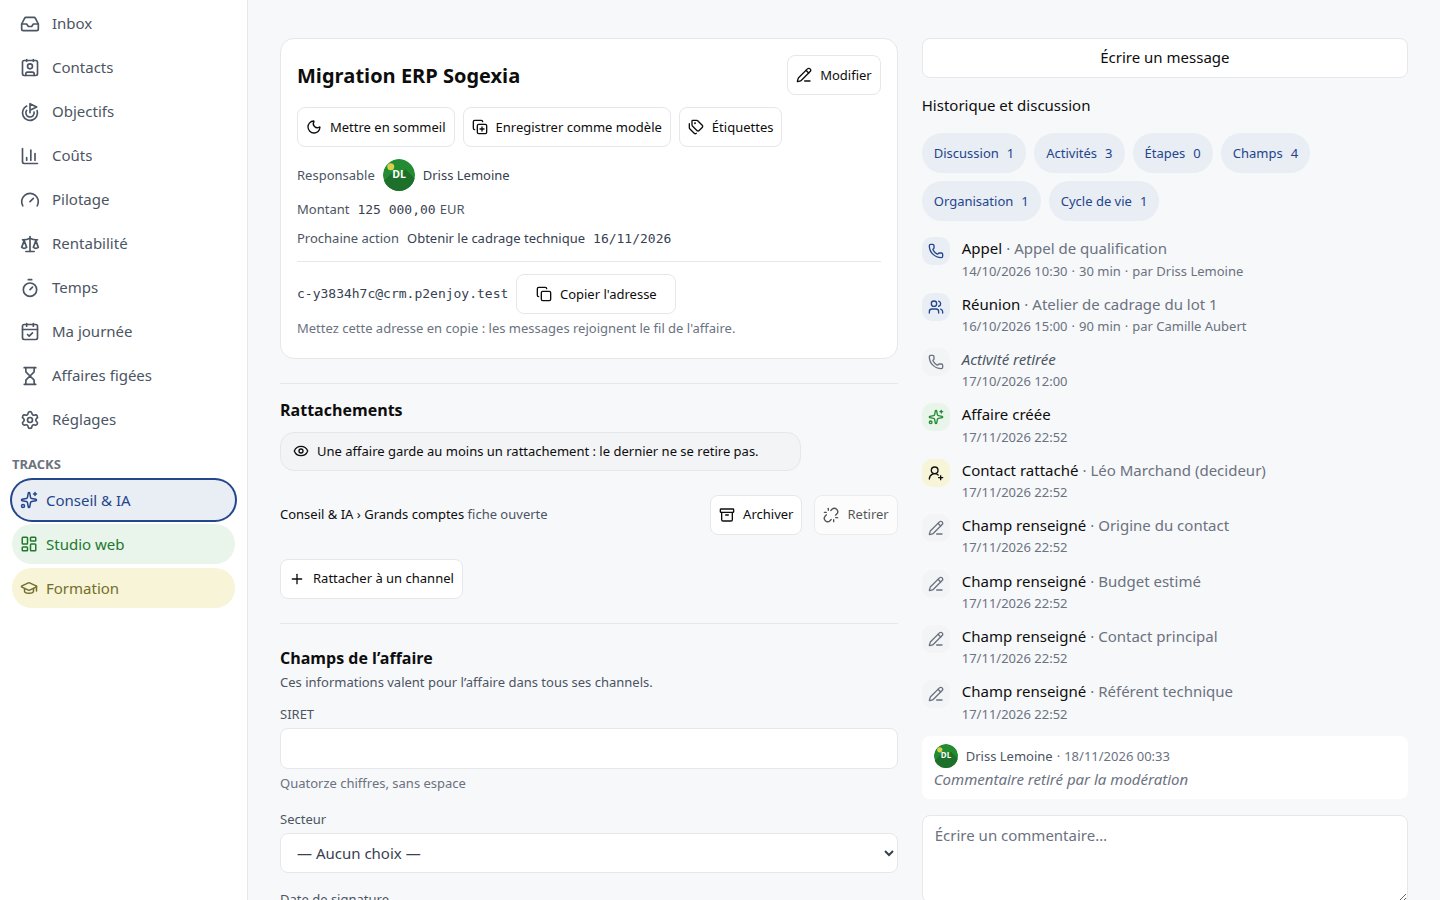 Inbox
Contacts
Objectifs
Coûts
Pilotage
Rentabilité
Temps
Ma journée
Affaires figées
Réglages
TRACKS
Conseil & IA
Studio web
Formation
Migration ERP Sogexia
Modifier
Mettre en sommeil
Enregistrer comme modèle
Étiquettes
Responsable DL Driss Lemoine
Montant 125 000,00 EUR
Prochaine action Obtenir le cadrage technique 16/11/2026
c-y3834h7c@crm.p2enjoy.test Copier l'adresse
Mettez cette adresse en copie : les messages rejoignent le fil de l'affaire.
Rattachements
Une affaire garde au moins un rattachement : le dernier ne se retire pas.
Conseil & IA › Grands comptes fiche ouverte
Archiver
Retirer
Rattacher à un channel
Champs de l’affaire
Ces informations valent pour l’affaire dans tous ses channels.
SIRET
Quatorze chiffres, sans espace
Secteur
— Aucun choix —
Date de signature
Écrire un message
Historique et discussion
Discussion 1
Activités 3
Étapes 0
Champs 4
Organisation 1
Cycle de vie 1
Appel · Appel de qualification
14/10/2026 10:30 · 30 min · par Driss Lemoine
Réunion · Atelier de cadrage du lot 1
16/10/2026 15:00 · 90 min · par Camille Aubert
Activité retirée
17/10/2026 12:00
Affaire créée
17/11/2026 22:52
Contact rattaché · Léo Marchand (decideur)
17/11/2026 22:52
Champ renseigné · Origine du contact
17/11/2026 22:52
Champ renseigné · Budget estimé
17/11/2026 22:52
Champ renseigné · Contact principal
17/11/2026 22:52
Champ renseigné · Référent technique
17/11/2026 22:52
DL Driss Lemoine · 18/11/2026 00:33
Commentaire retiré par la modération
Écrire un commentaire...